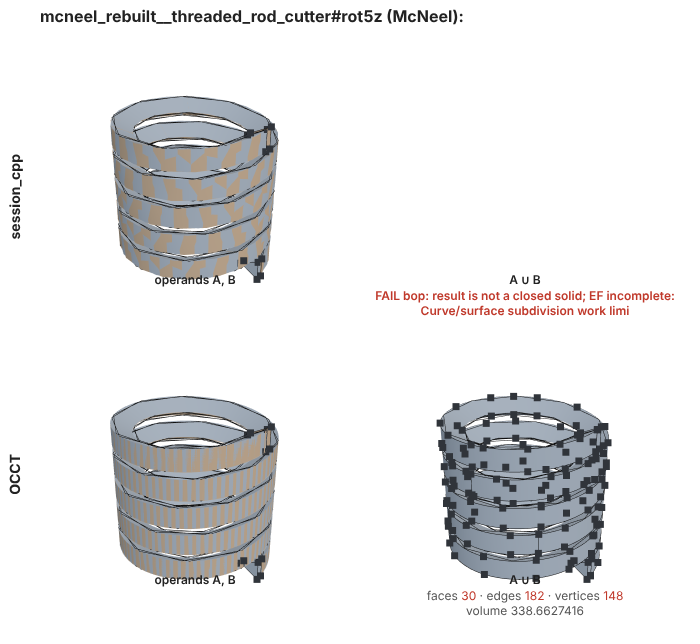 mcneel_rebuilt__threaded_rod_cutter#rot5z (McNeel):
session_cpp
operands A, B
A ∪ B
FAIL bop: result is not a closed solid; EF incomplete:
Curve/surface subdivision work limi
OCCT
operands A, B
A ∪ B
faces 30 · edges 182 · vertices 148
volume 338.6627416